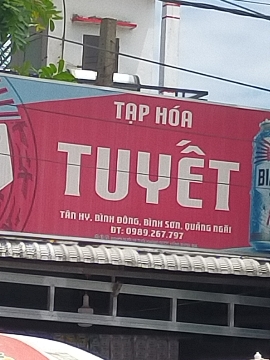 TẠP HÓA
TUYẾT
TÂN HY, BÌNH ĐÔNG, BÌNH SƠN, QUẢNG NGÃI
ĐT: 0989.267.797